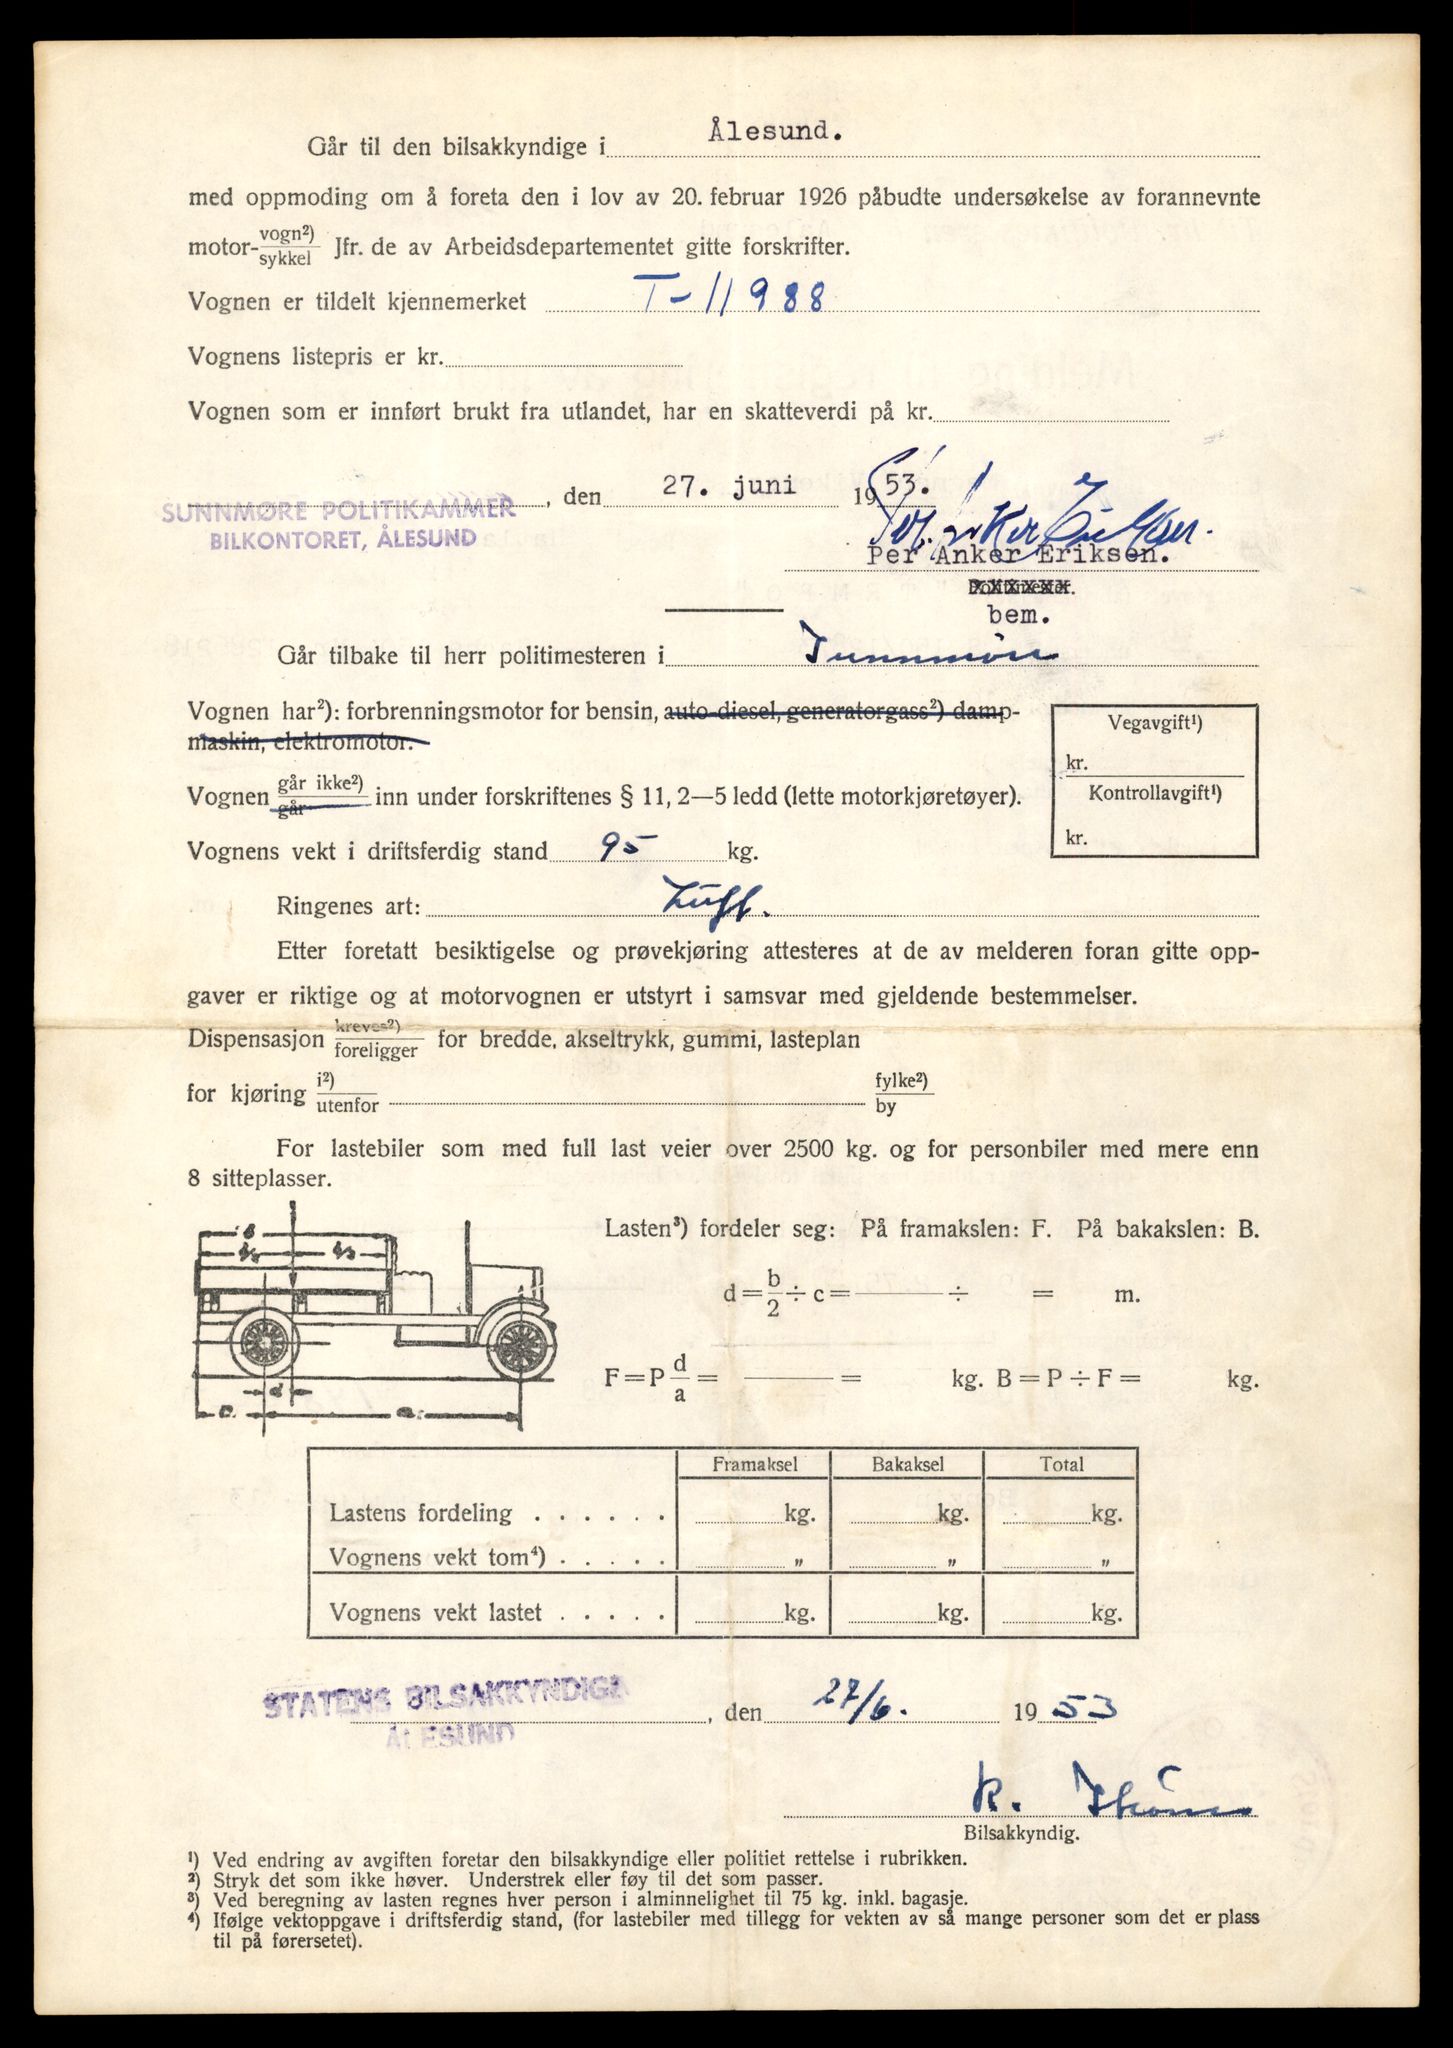 Går til den bilsakkyndige i Ålesund.
med oppmoding om å foreta den i lov av 20. februar 1926 påbudte undersøkelse av forannevnte
motor- vogn²) / sykkel Jfr. de av Arbeidsdepartementet gitte forskrifter.
Vognen er tildelt kjennemerket T-11988
Vognens listepris er kr.
Vognen som er innført brukt fra utlandet, har en skatteverdi på kr.
SUNNMØRE POLITIKAMMER , den 27. juni 1953.
BILKONTORET, ÅLESUND
Per Anker Eriksen.
Politimester.
bem.
Går tilbake til herr politimesteren i Sunnmøre
Vognen har²): forbrenningsmotor for bensin, auto-diesel, generatorgass²) damp-
maskin, elektromotor.
Vegavgift¹)
kr.
Kontrollavgift¹)
kr.
Vognen går ikke²) / går inn under forskriftenes § 11, 2—5 ledd (lette motorkjøretøyer).
Vognens vekt i driftsferdig stand 95 kg.
Ringenes art: Luft.
Etter foretatt besiktigelse og prøvekjøring attesteres at de av melderen foran gitte opp-
gaver er riktige og at motorvognen er utstyrt i samsvar med gjeldende bestemmelser.
Dispensasjon kreves²) / foreligger for bredde, akseltrykk, gummi, lasteplan
for kjøring i²) / utenfor fylke²) / by
For lastebiler som med full last veier over 2500 kg. og for personbiler med mere enn
8 sitteplasser.
Lasten³) fordeler seg: På framakslen: F. På bakakslen: B.
d = b/2 ÷ c = ÷ = m.
F = P d/a = = kg. B = P ÷ F = kg.
Framaksel Bakaksel Total
Lastens fordeling . . . . . . kg. kg. kg.
Vognens vekt tom⁴) . . . . . „ „ „
Vognens vekt lastet . . . . . kg. kg. kg.
STATENS BILSAKKYNDIGE , den 27/6. 1953
ÅLESUND
Bilsakkyndig.
¹) Ved endring av avgiften foretar den bilsakkyndige eller politiet rettelse i rubrikken.
²) Stryk det som ikke høver. Understrek eller føy til det som passer.
³) Ved beregning av lasten regnes hver person i alminnelighet til 75 kg. inkl. bagasje.
⁴) Ifølge vektoppgave i driftsferdig stand, (for lastebiler med tillegg for vekten av så mange personer som det er plass
til på førersetet).